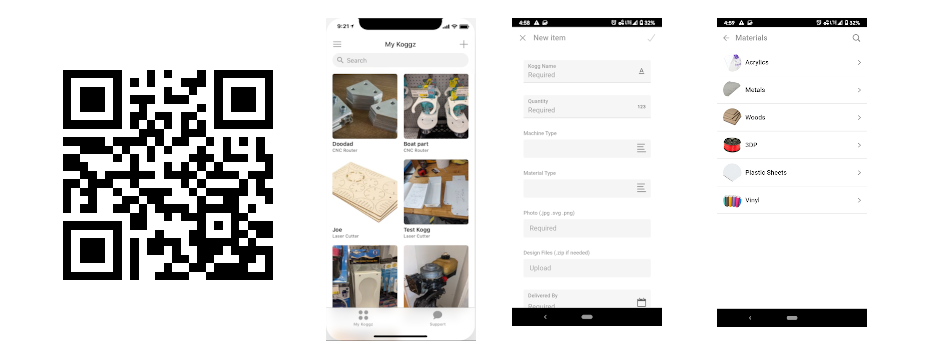 9:21
My Koggz
Search
Doodad
CNC Router
Boat part
CNC Router
Joe
Laser Cutter
Test Kogg
Laser Cutter
My Koggz
Support
4:58
32%
New item
Kogg Name
Required
A
Quantity
Required
123
Machine Type
Material Type
Photo (.jpg, .svg, .png)
Required
Design Files (.zip if needed)
Upload
Delivered By
Required
4:59
32%
Materials
Acrylics
Metals
Woods
3DP
Plastic Sheets
Vinyl